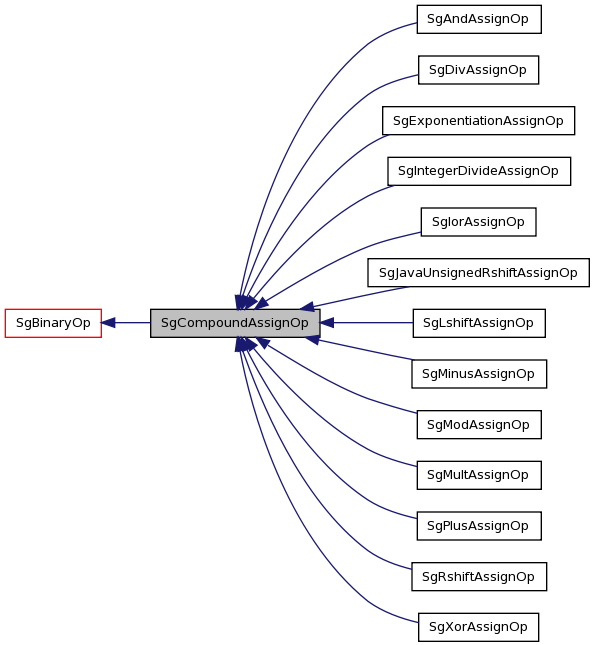 SgAndAssignOp
SgDivAssignOp
SgExponentiationAssignOp
SgIntegerDivideAssignOp
SgIorAssignOp
SgJavaUnsignedRshiftAssignOp
SgBinaryOp
SgCompoundAssignOp
SgLshiftAssignOp
SgMinusAssignOp
SgModAssignOp
SgMultAssignOp
SgPlusAssignOp
SgRshiftAssignOp
SgXorAssignOp